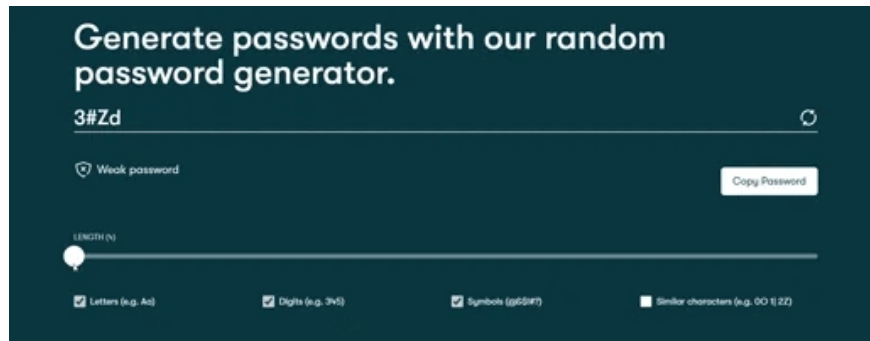 Generate passwords with our random
password generator.
3#Zd
Weak password
Copy Password
LENGTH (4)
Letters (e.g. Aa)
Digits (e.g. 345)
Symbols (@&$!#?)
Similar characters (e.g. 0O 1| 2Z)